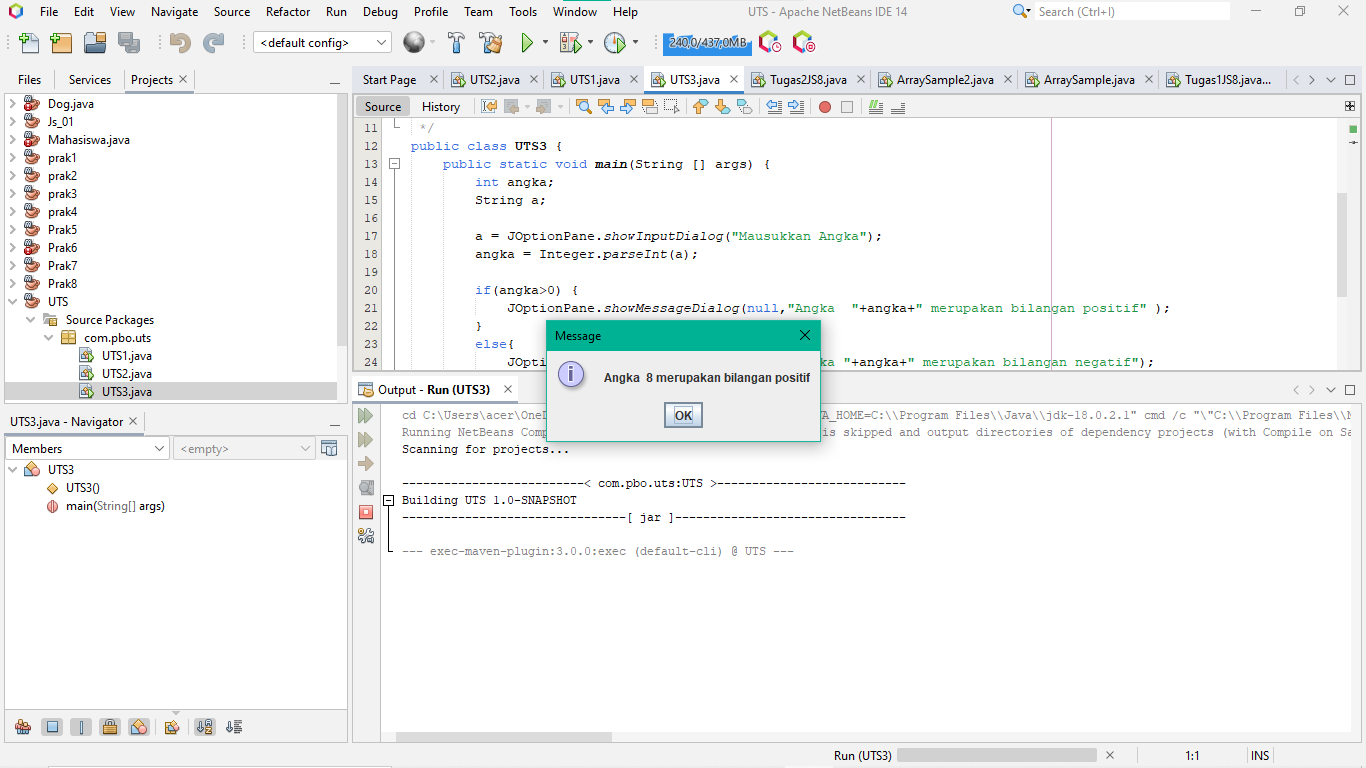 File Edit View Navigate Source Refactor Run Debug Profile Team Tools Window Help
UTS - Apache NetBeans IDE 14
Search (Ctrl+I)
<default config>
240,0/437,0MB
Files Services Projects
Start Page UTS2.java UTS1.java UTS3.java Tugas2JS8.java ArraySample2.java ArraySample.java Tugas1JS8.java...
Dog.java
Js_01
Mahasiswa.java
prak1
prak2
prak3
prak4
Prak5
Prak6
Prak7
Prak8
UTS
Source Packages
com.pbo.uts
UTS1.java
UTS2.java
UTS3.java
Source History
11 */
12 public class UTS3 {
13 public static void main(String [] args) {
14 int angka;
15 String a;
16
17 a = JOptionPane.showInputDialog("Mausukkan Angka");
18 angka = Integer.parseInt(a);
19
20 if(angka>0) {
21 JOptionPane.showMessageDialog(null,"Angka  "+angka+" merupakan bilangan positif" );
22 }
23 else{
24 JOpti ka "+angka+" merupakan bilangan negatif");
Message
Angka  8 merupakan bilangan positif
OK
UTS3.java - Navigator
Members
<empty>
UTS3
UTS3()
main(String[] args)
Output - Run (UTS3)
cd C:\Users\acer\OneD A_HOME=C:\\Program Files\\Java\\jdk-18.0.2.1" cmd /c "\"C:\\Program Files\\N
Running NetBeans Comp is skipped and output directories of dependency projects (with Compile on Sa
Scanning for projects...
--------------------------< com.pbo.uts:UTS >---------------------------
Building UTS 1.0-SNAPSHOT
--------------------------------[ jar ]---------------------------------
--- exec-maven-plugin:3.0.0:exec (default-cli) @ UTS ---
Run (UTS3)
1:1
INS